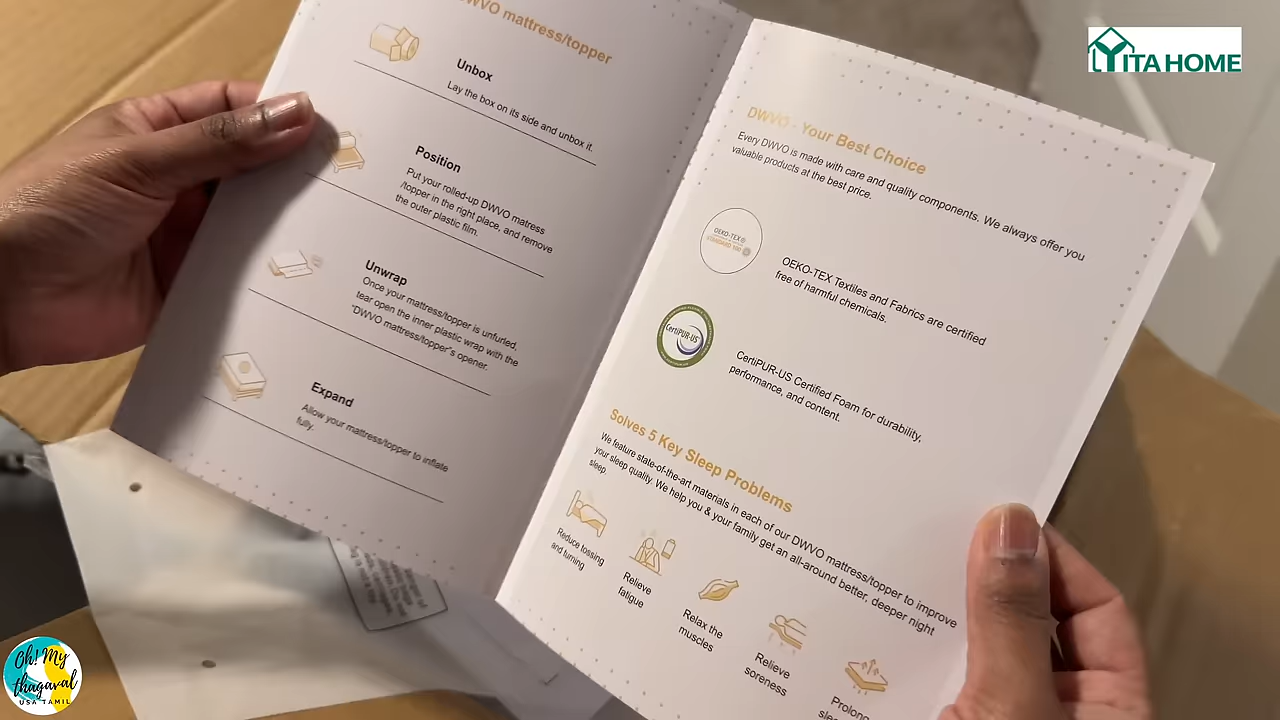 DWVO mattress/topper
Unbox
Lay the box on its side and unbox it.
Position
Put your rolled-up DWVO matress
/topper in the right place, and remove
the outer plastic film.
Unwrap
Once your mattress/topper is unfurled,
tear open the inner plastic wrap with the
"DWVO mattress/topper"s opener.
Expand
Allow your mattress/topper to inflate
fully.
DWVO - Your Best Choice
Every DWVO is made with care and quality components. We always offer you
valuable products at the best price.
OEKO-TEX®
STANDARD 100
OEKO-TEX Textiles and Fabrics are certified
free of harmful chemicals.
CertiPUR-US
CertiPUR-US Certified Foam for durability,
performance, and content.
Solves 5 Key Sleep Problems
We feature state-of-the-art materials in each of our DWVO mattress/topper to improve
your sleep quality. We help you & your family get an all-around better, deeper night
sleep
Reduce tossing
and turning
Relieve
fatigue
Relax the
muscles
Relieve
soreness
Prolong
YITAHOME
Oh! My
thagaval
USA TAMIL